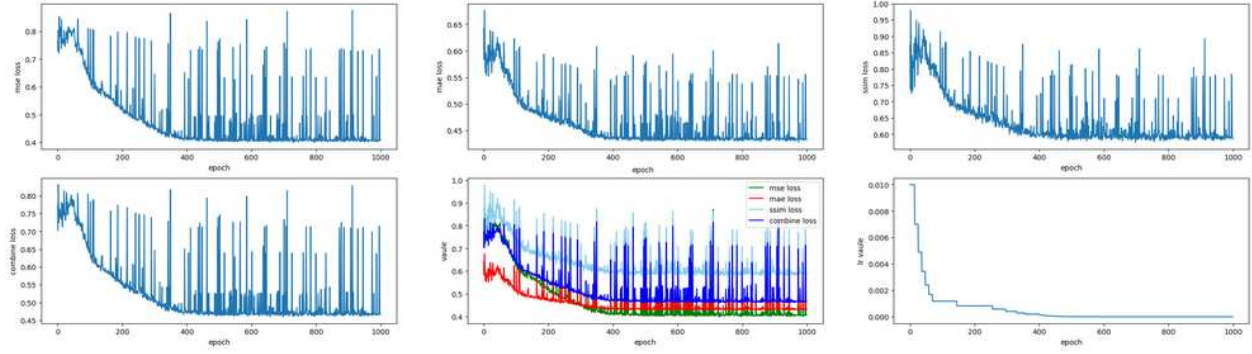 mse loss
0.8
0.7
0.6
0.5
0.4
0 200 400 600 800 1000
epoch
mae loss
0.65
0.60
0.55
0.50
0.45
0 200 400 600 800 1000
epoch
ssim loss
1.00
0.95
0.90
0.85
0.80
0.75
0.70
0.65
0.60
0 200 400 600 800 1000
epoch
combine loss
0.80
0.75
0.70
0.65
0.60
0.55
0.50
0.45
0 200 400 600 800 1000
epoch
vaule
1.0
0.9
0.8
0.7
0.6
0.5
0.4
mse loss
mae loss
ssim loss
combine loss
0 200 400 600 800 1000
epoch
lr vaule
0.010
0.008
0.006
0.004
0.002
0.000
0 200 400 600 800 1000
epoch